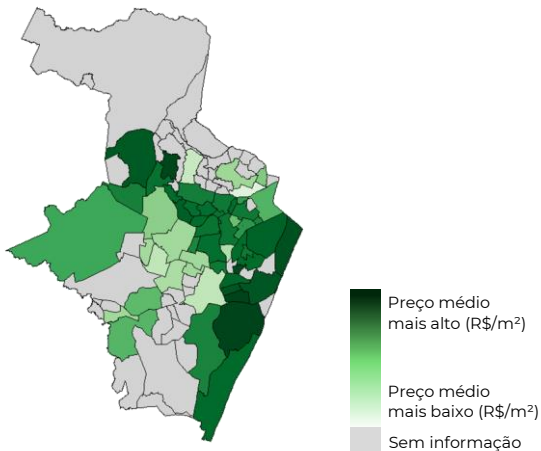 Preço médio
mais alto (R$/m²)
Preço médio
mais baixo (R$/m²)
Sem informação